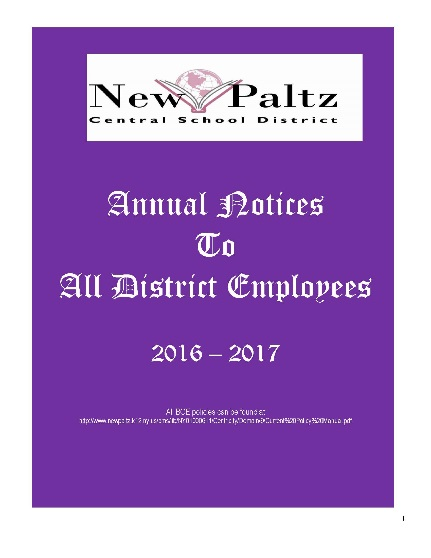 New Paltz
Central School District
Annual Notices
To
All District Employees
2016 – 2017
All BOE policies can be found at